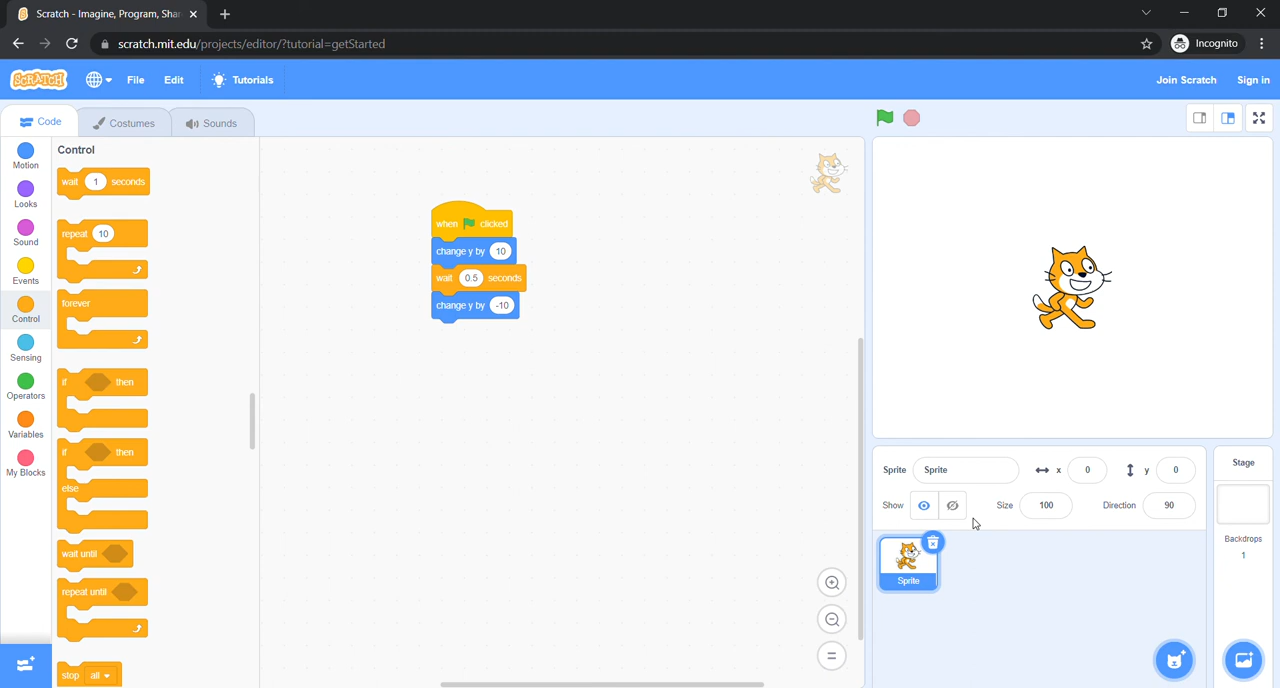 Scratch - Imagine, Program, Shar
scratch.mit.edu/projects/editor/?tutorial=getStarted
Incognito
SCRATCH
File
Edit
Tutorials
Join Scratch
Sign in
Code
Costumes
Sounds
Motion
Looks
Sound
Events
Control
Sensing
Operators
Variables
My Blocks
Control
wait 1 seconds
repeat 10
forever
if then
if then
else
wait until
repeat until
stop all
when clicked
change y by 10
wait 0.5 seconds
change y by -10
Sprite Sprite x 0 y 0
Show Size 100 Direction 90
Sprite
Stage
Backdrops
1